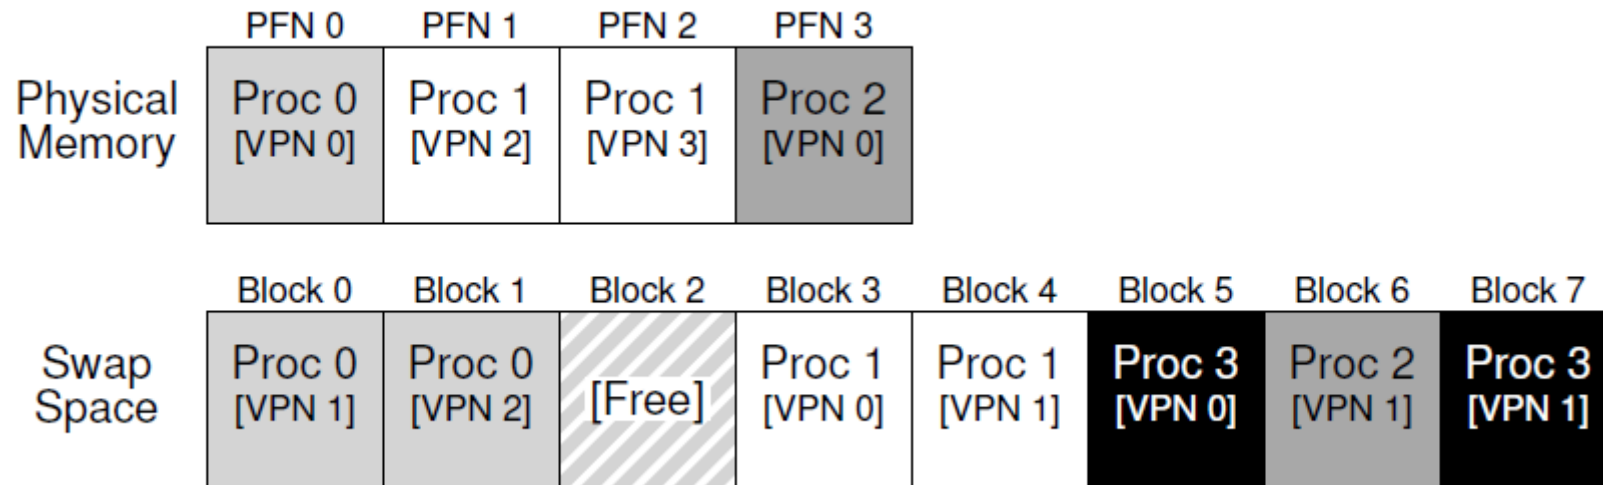 PFN 0 PFN 1 PFN 2 PFN 3
Physical Memory
Proc 0 [VPN 0]
Proc 1 [VPN 2]
Proc 1 [VPN 3]
Proc 2 [VPN 0]
Block 0 Block 1 Block 2 Block 3 Block 4 Block 5 Block 6 Block 7
Swap Space
Proc 0 [VPN 1]
Proc 0 [VPN 2]
[Free]
Proc 1 [VPN 0]
Proc 1 [VPN 1]
Proc 3 [VPN 0]
Proc 2 [VPN 1]
Proc 3 [VPN 1]